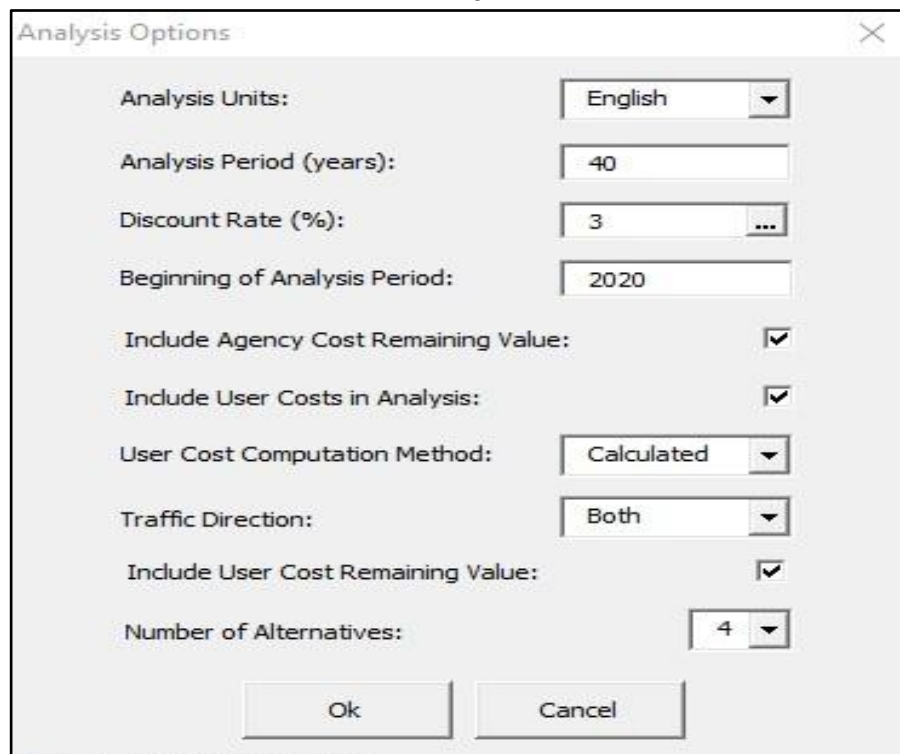 Analysis Options
Analysis Units: English
Analysis Period (years): 40
Discount Rate (%): 3 ...
Beginning of Analysis Period: 2020
Include Agency Cost Remaining Value:
Include User Costs in Analysis:
User Cost Computation Method: Calculated
Traffic Direction: Both
Include User Cost Remaining Value:
Number of Alternatives: 4
Ok Cancel